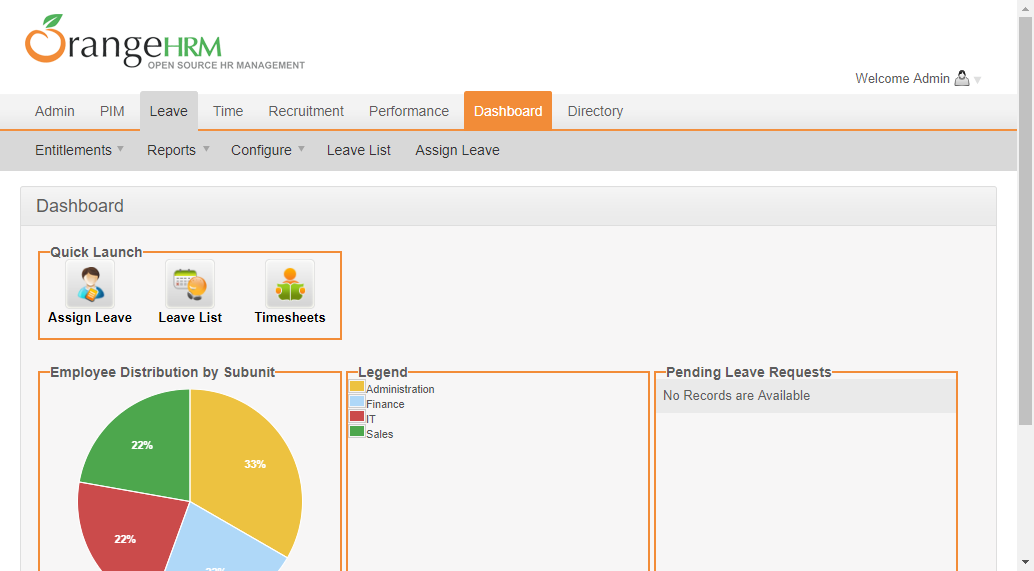 OrangeHRM
OPEN SOURCE HR MANAGEMENT
Welcome Admin
Admin PIM Leave Time Recruitment Performance Dashboard Directory
Entitlements Reports Configure Leave List Assign Leave
Dashboard
Quick Launch
Assign Leave Leave List Timesheets
Employee Distribution by Subunit
22%
33%
22%
Legend
Administration
Finance
IT
Sales
Pending Leave Requests
No Records are Available